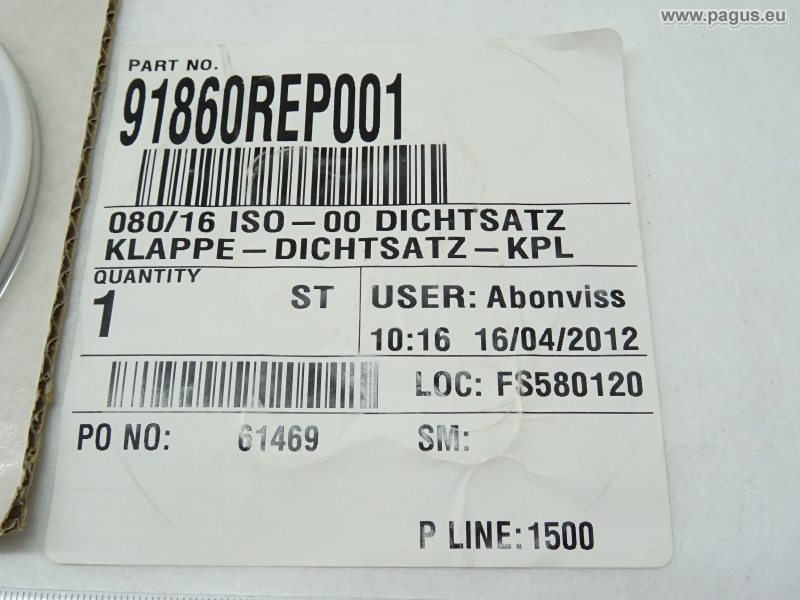 www.pagus.eu
PART NO.
91860REP001
080/16 ISO-00 DICHTSATZ
KLAPPE-DICHTSATZ-KPL
QUANTITY
1 ST
USER: Abonviss
10:16 16/04/2012
LOC: FS580120
PO NO: 61469 SM:
P LINE:1500